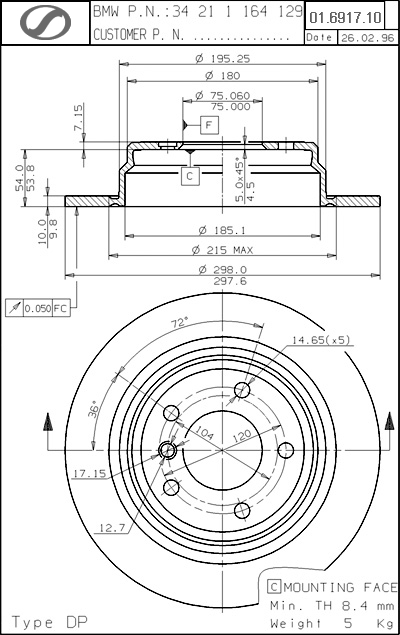 BMW P.N.:34 21 1 164 129
CUSTOMER P. N. ...............
01.6917.10
Date 26.02.96
Ø 195.25
Ø 180
Ø 75.060
75.000
7.15
F
C
54.0
53.8
5.0x45°
4.5
10.0
9.8
Ø 185.1
Ø 215 MAX
Ø 298.0
297.6
0.050 FC
72°
36°
14.65(x5)
104
120
17.15
12.7
C MOUNTING FACE
Min. TH 8.4 mm
Weight 5 Kg
Type DP